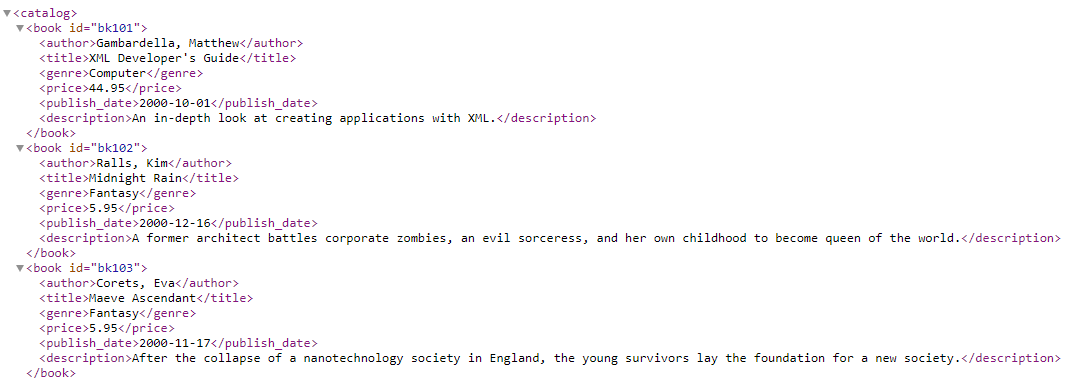 <catalog>
<book id="bk101">
<author>Gambardella, Matthew</author>
<title>XML Developer's Guide</title>
<genre>Computer</genre>
<price>44.95</price>
<publish_date>2000-10-01</publish_date>
<description>An in-depth look at creating applications with XML.</description>
</book>
<book id="bk102">
<author>Ralls, Kim</author>
<title>Midnight Rain</title>
<genre>Fantasy</genre>
<price>5.95</price>
<publish_date>2000-12-16</publish_date>
<description>A former architect battles corporate zombies, an evil sorceress, and her own childhood to become queen of the world.</description>
</book>
<book id="bk103">
<author>Corets, Eva</author>
<title>Maeve Ascendant</title>
<genre>Fantasy</genre>
<price>5.95</price>
<publish_date>2000-11-17</publish_date>
<description>After the collapse of a nanotechnology society in England, the young survivors lay the foundation for a new society.</description>
</book>